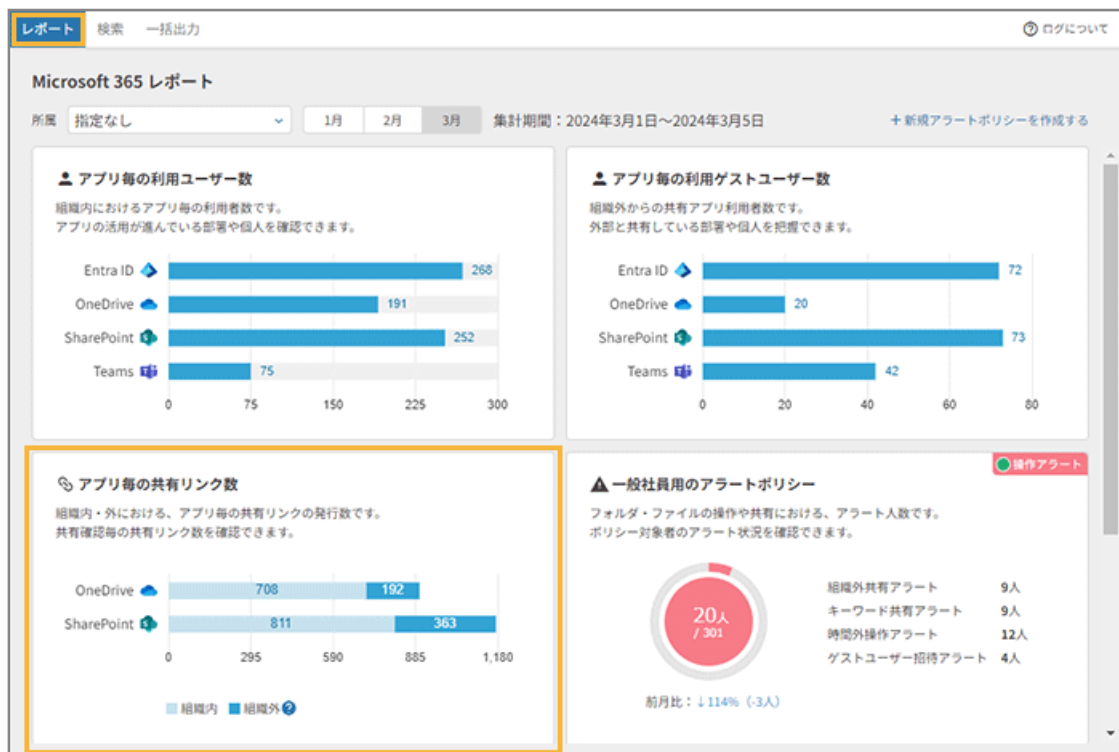 レポート 検索 一括出力 ログについて
Microsoft 365 レポート
所属 指定なし 1月 2月 3月 集計期間：2024年3月1日～2024年3月5日 +新規アラートポリシーを作成する
アプリ毎の利用ユーザー数
組織内におけるアプリ毎の利用者数です。
アプリの活用が進んでいる部署や個人を確認できます。
Entra ID 268
OneDrive 191
SharePoint 252
Teams 75
0 75 150 225 300
アプリ毎の利用ゲストユーザー数
組織外からの共有アプリ利用者数です。
外部と共有している部署や個人を把握できます。
Entra ID 72
OneDrive 20
SharePoint 73
Teams 42
0 20 40 60 80
アプリ毎の共有リンク数
組織内・外における、アプリ毎の共有リンクの発行数です。
共有確認毎の共有リンク数を確認できます。
OneDrive 708 192
SharePoint 811 363
0 295 590 885 1,180
組織内 組織外 ?
操作アラート
一般社員用のアラートポリシー
フォルダ・ファイルの操作や共有における、アラート人数です。
ポリシー対象者のアラート状況を確認できます。
20人
/ 301
前月比：↓114%（-3人）
組織外共有アラート 9人
キーワード共有アラート 9人
時間外操作アラート 12人
ゲストユーザー招待アラート 4人